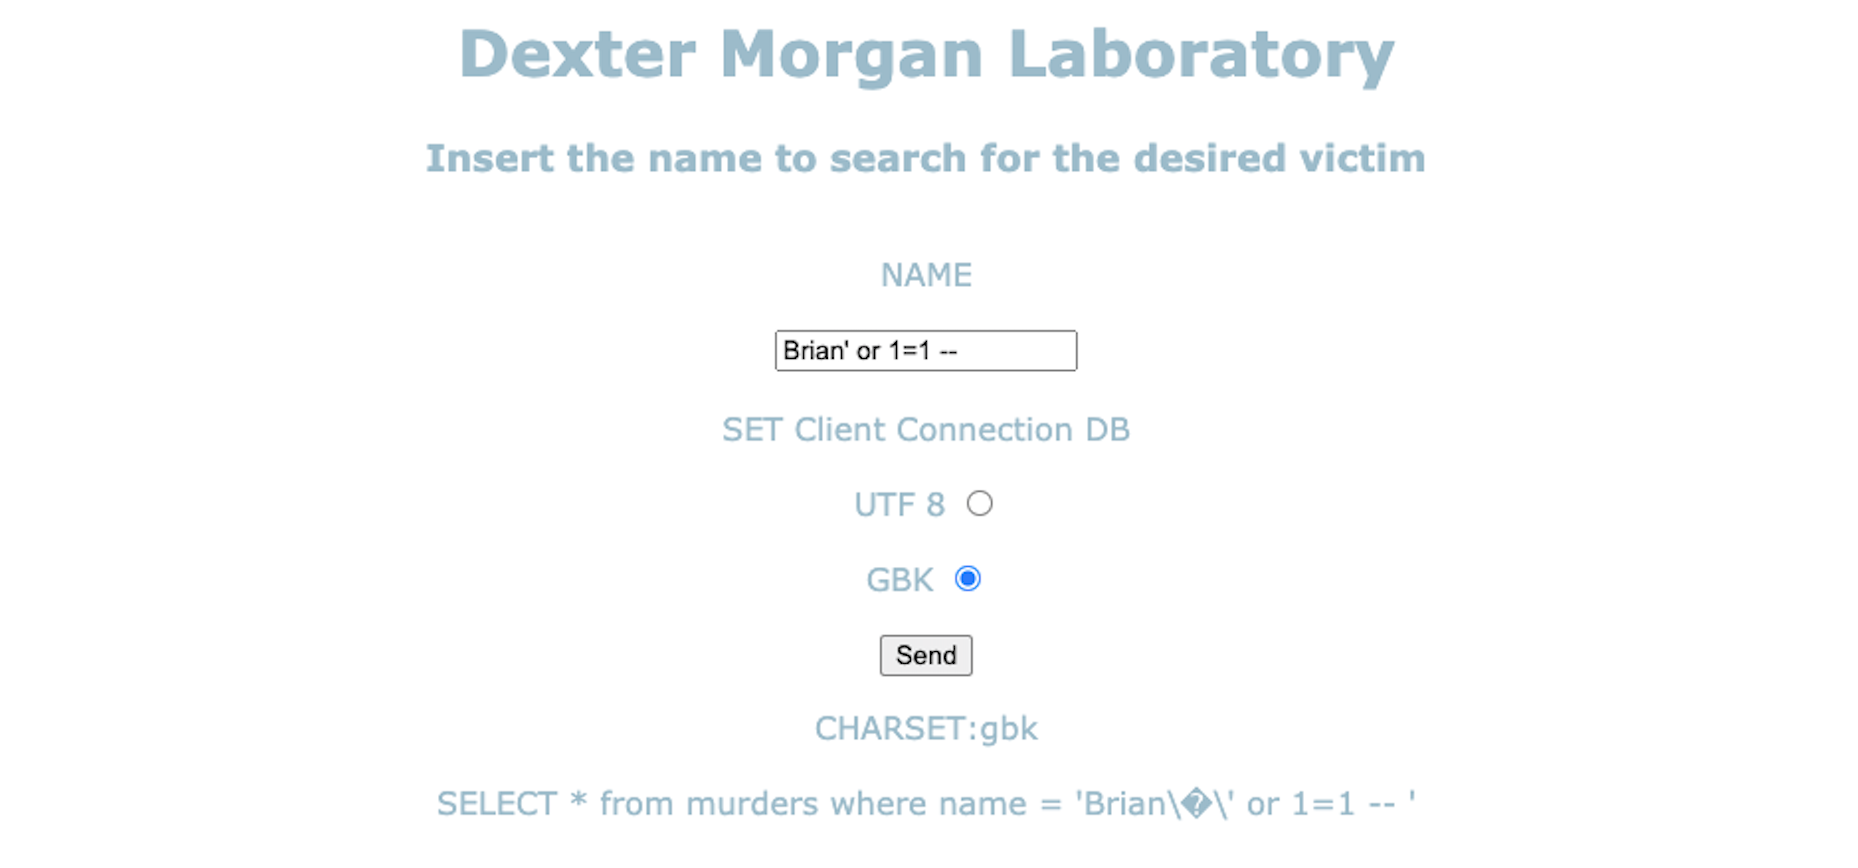 Dexter Morgan Laboratory
Insert the name to search for the desired victim
NAME
Brian' or 1=1 --
SET Client Connection DB
UTF 8
GBK
Send
CHARSET:gbk
SELECT * from murders where name = 'Brian\�\' or 1=1 -- '